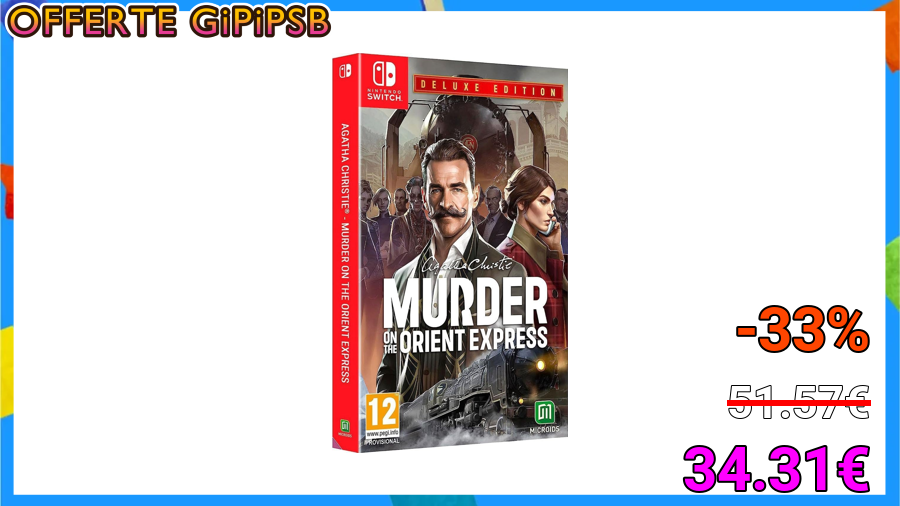 OFFERTE GiPiPSB
NINTENDO
SWITCH
DELUXE EDITION
AGATHA CHRISTIE® - MURDER ON THE ORIENT EXPRESS
Agatha Christie
MURDER
ON THE ORIENT EXPRESS
12
www.pegi.info
PROVISIONAL
MICROIDS
-33%
51.57€
34.31€